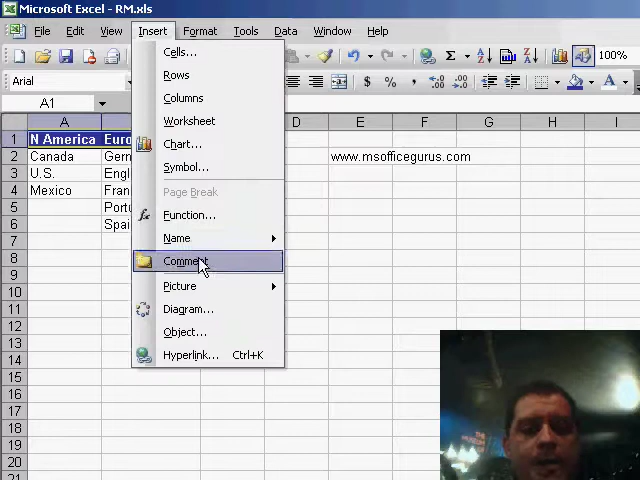 Microsoft Excel - RM.xls
File Edit View Insert Format Tools Data Window Help
Arial
100%
$ % ,
A1
A D E F G H I
1 N America Euro
2 Canada Gern
www.msofficegurus.com
3 U.S. Engl
4 Mexico Fran
5 Portu
6 Spai
7
8
9
10
11
12
13
14
15
16
17
18
19
20
21
Cells...
Rows
Columns
Worksheet
Chart...
Symbol...
Page Break
fx Function...
Name
Comment
Picture
Diagram...
Object...
Hyperlink... Ctrl+K